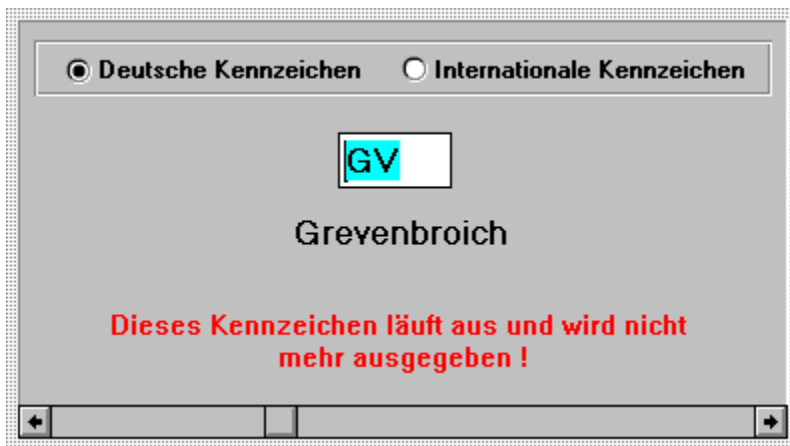 Deutsche Kennzeichen Internationale Kennzeichen
GV
Grevenbroich
Dieses Kennzeichen läuft aus und wird nicht
mehr ausgegeben !